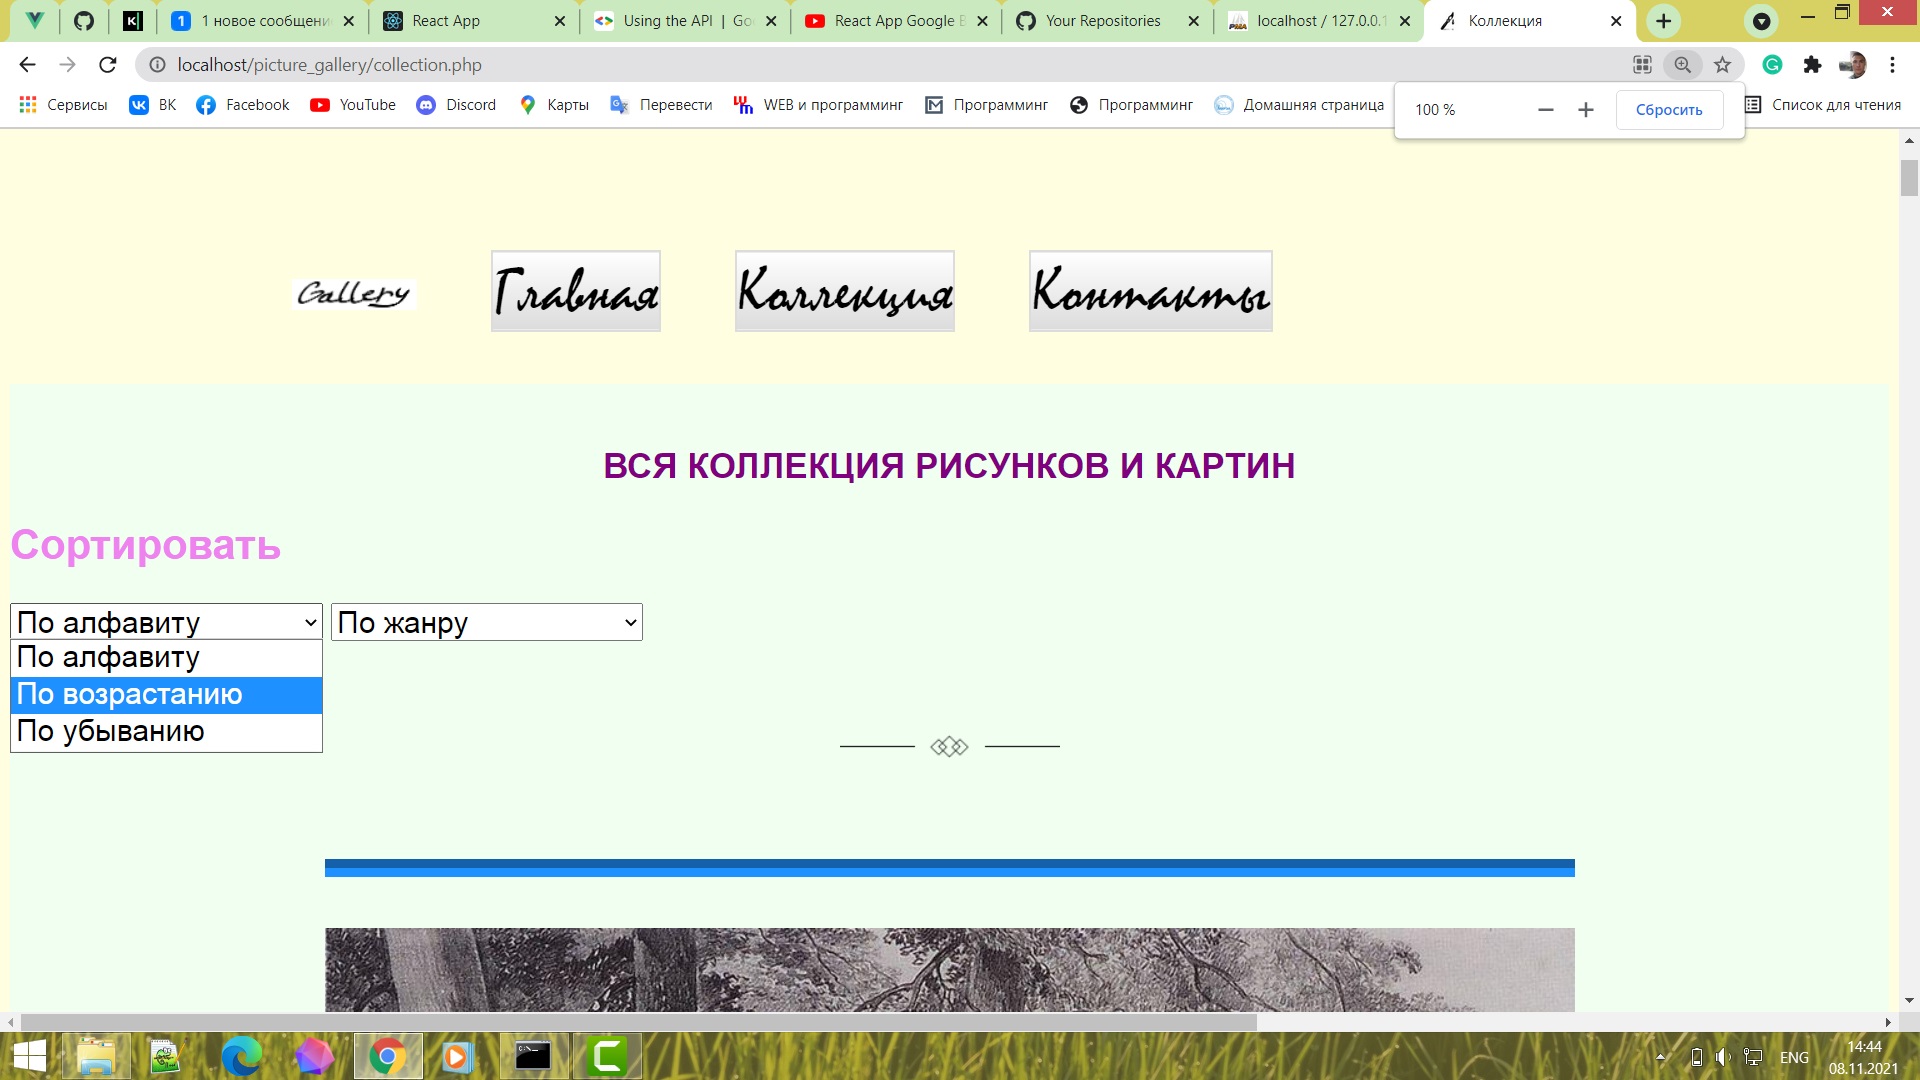 1 новое сообщени
React App
Using the API | Go
React App Google
Your Repositories
localhost / 127.0.0.1
Коллекция
localhost/picture_gallery/collection.php
Сервисы
ВК
Facebook
YouTube
Discord
Карты
Перевести
WEB и программинг
Программинг
Программинг
Домашняя страница
Список для чтения
100 %
Сбросить
Gallery
Главная
Коллекция
Контакты
ВСЯ КОЛЛЕКЦИЯ РИСУНКОВ И КАРТИН
Сортировать
По алфавиту
По жанру
По алфавиту
По возрастанию
По убыванию
ENG
14:44
08.11.2021